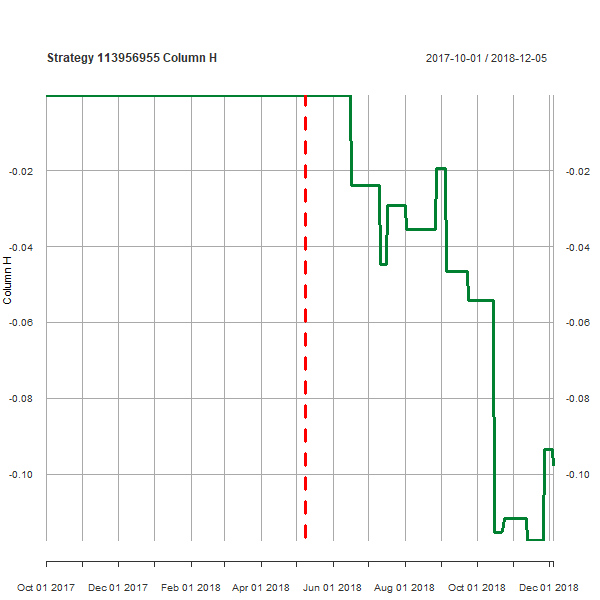 Strategy 113956955 Column H
2017-10-01 / 2018-12-05
-0.02 -0.02
-0.04 -0.04
Column H
-0.06 -0.06
-0.08 -0.08
-0.10 -0.10
Oct 01 2017 Dec 01 2017 Feb 01 2018 Apr 01 2018 Jun 01 2018 Aug 01 2018 Oct 01 2018 Dec 01 2018